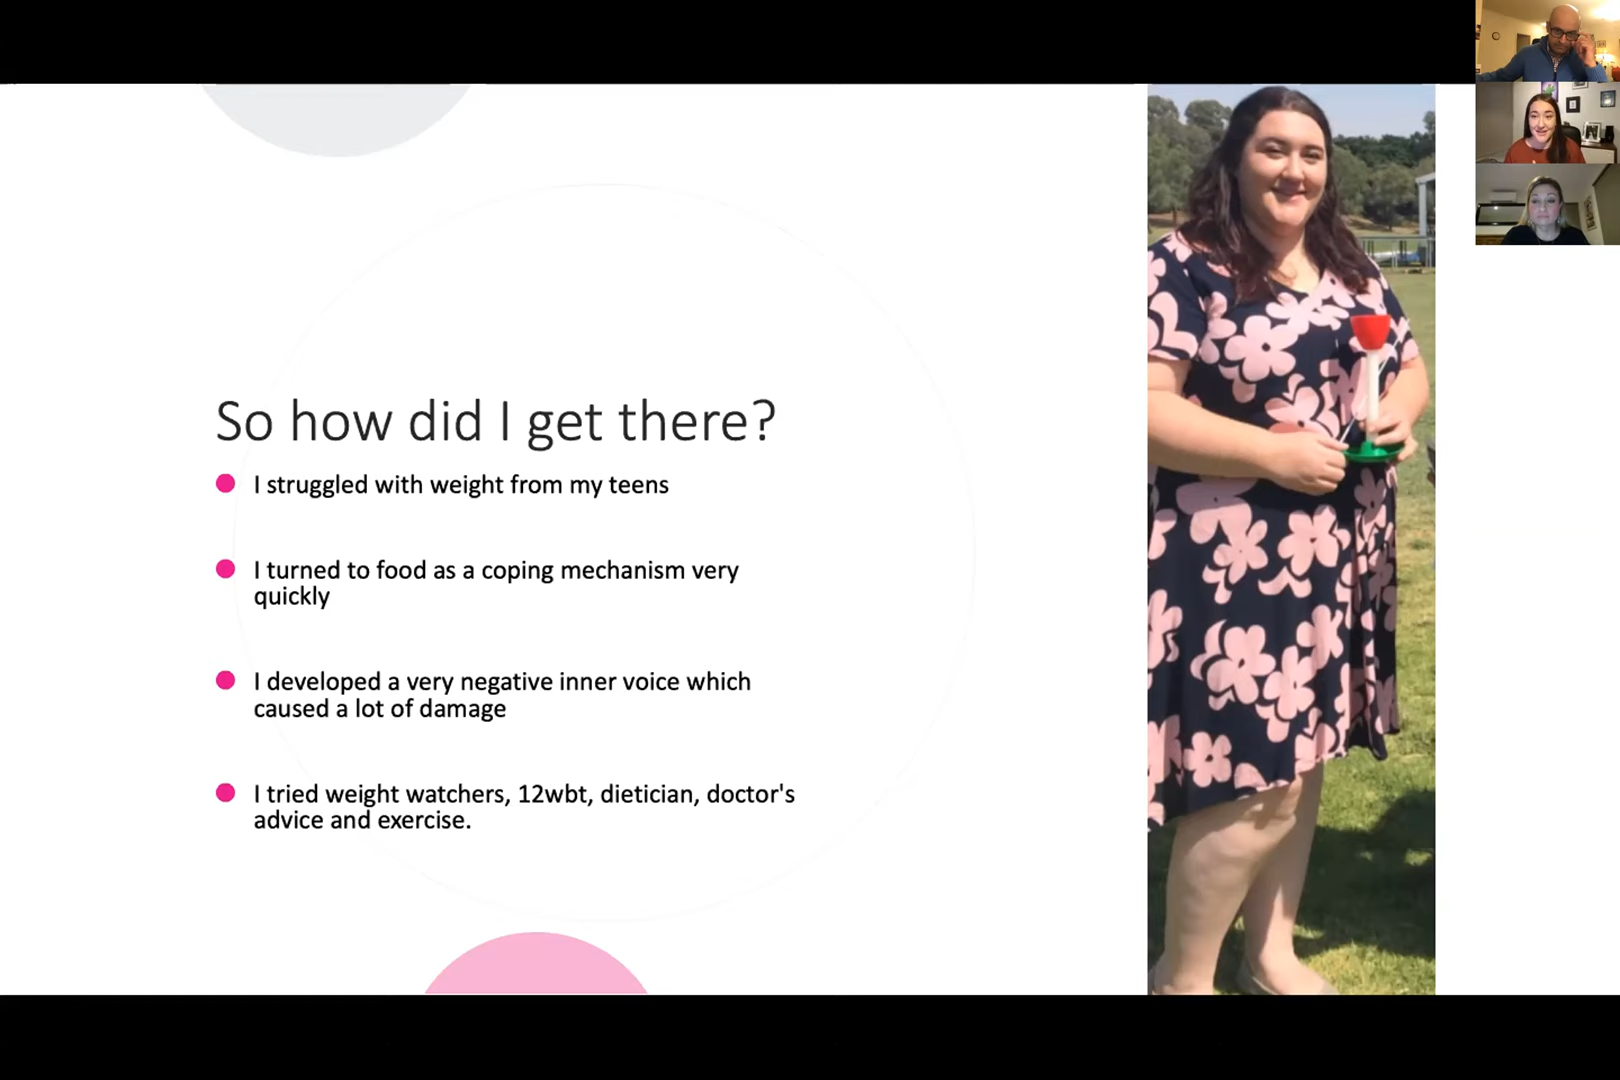 So how did I get there?
I struggled with weight from my teens
I turned to food as a coping mechanism very
quickly
I developed a very negative inner voice which
caused a lot of damage
I tried weight watchers, 12wbt, dietician, doctor's
advice and exercise.